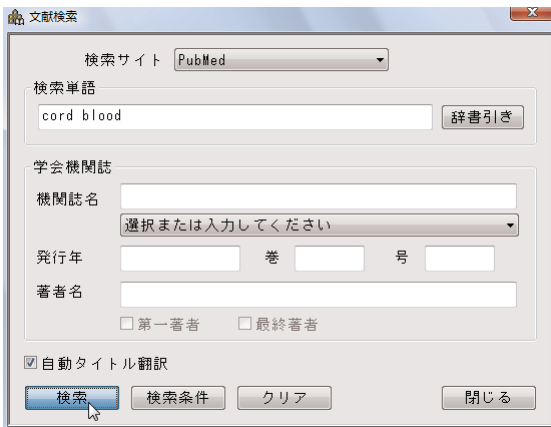 文献検索
検索サイト PubMed
検索単語
cord blood 辞書引き
学会機関誌
機関誌名
選択または入力してください
発行年 巻 号
著者名
第一著者 最終著者
自動タイトル翻訳
検索 検索条件 クリア 閉じる